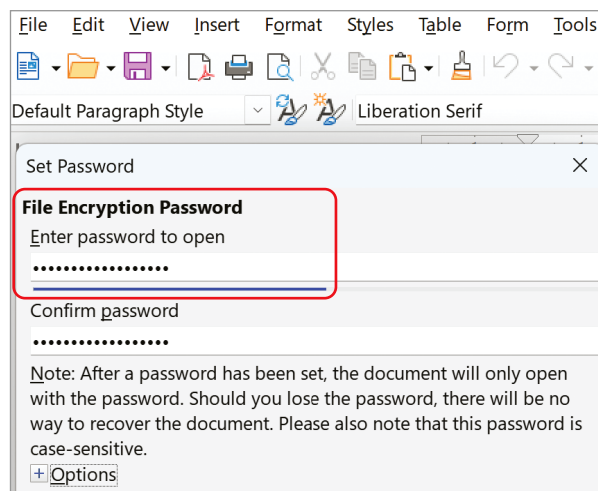 File Edit View Insert Format Styles Table Form Tools
Default Paragraph Style Liberation Serif
Set Password
File Encryption Password
Enter password to open
••••••••••••••••••
Confirm password
••••••••••••••••••
Note: After a password has been set, the document will only open
with the password. Should you lose the password, there will be no
way to recover the document. Please also note that this password is
case-sensitive.
Options